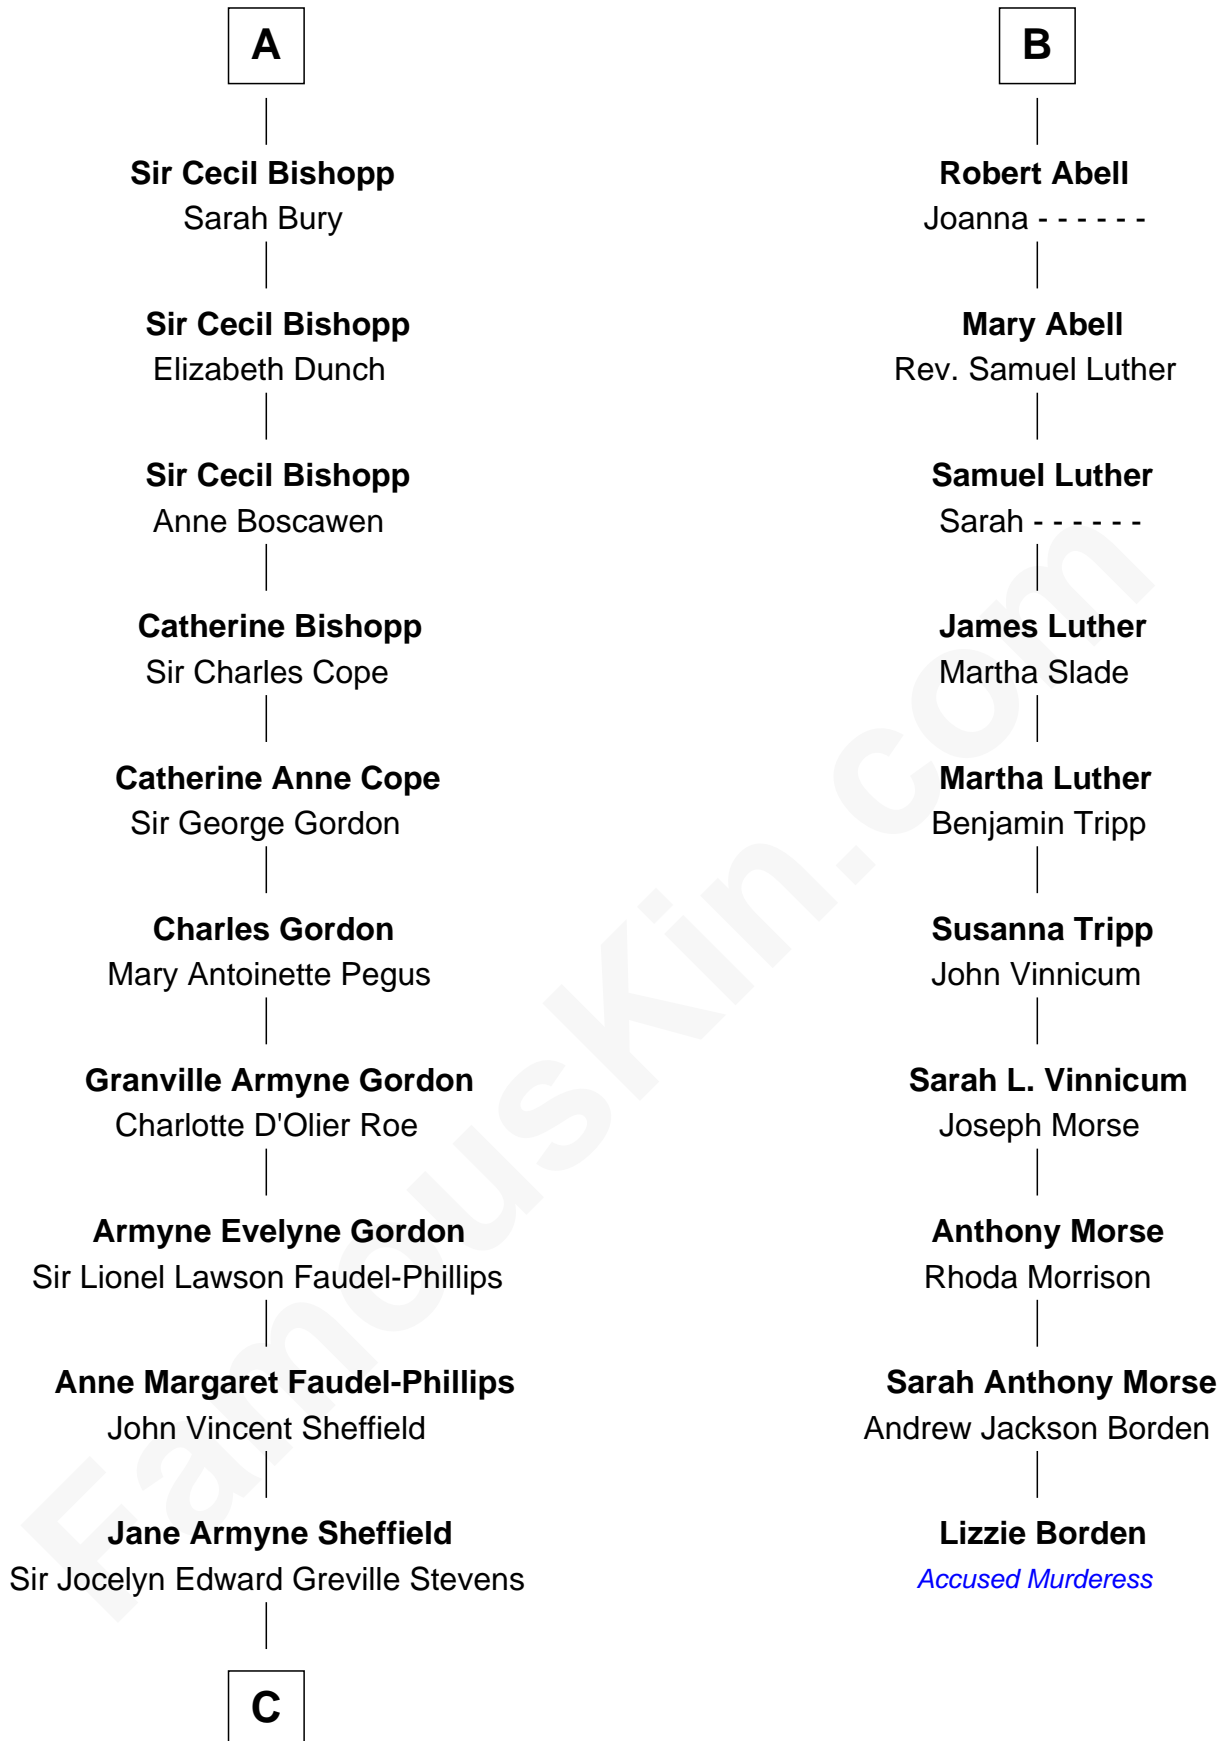 A
Sir Cecil Bishopp
Sarah Bury
Sir Cecil Bishopp
Elizabeth Dunch
Sir Cecil Bishopp
Anne Boscawen
Catherine Bishopp
Sir Charles Cope
Catherine Anne Cope
Sir George Gordon
Charles Gordon
Mary Antoinette Pegus
Granville Armyne Gordon
Charlotte D'Olier Roe
Armyne Evelyne Gordon
Sir Lionel Lawson Faudel-Phillips
Anne Margaret Faudel-Phillips
John Vincent Sheffield
Jane Armyne Sheffield
Sir Jocelyn Edward Greville Stevens
C
B
Robert Abell
Joanna - - - - - -
Mary Abell
Rev. Samuel Luther
Samuel Luther
Sarah - - - - - -
James Luther
Martha Slade
Martha Luther
Benjamin Tripp
Susanna Tripp
John Vinnicum
Sarah L. Vinnicum
Joseph Morse
Anthony Morse
Rhoda Morrison
Sarah Anthony Morse
Andrew Jackson Borden
Lizzie Borden
Accused Murderess
FamousKin.com